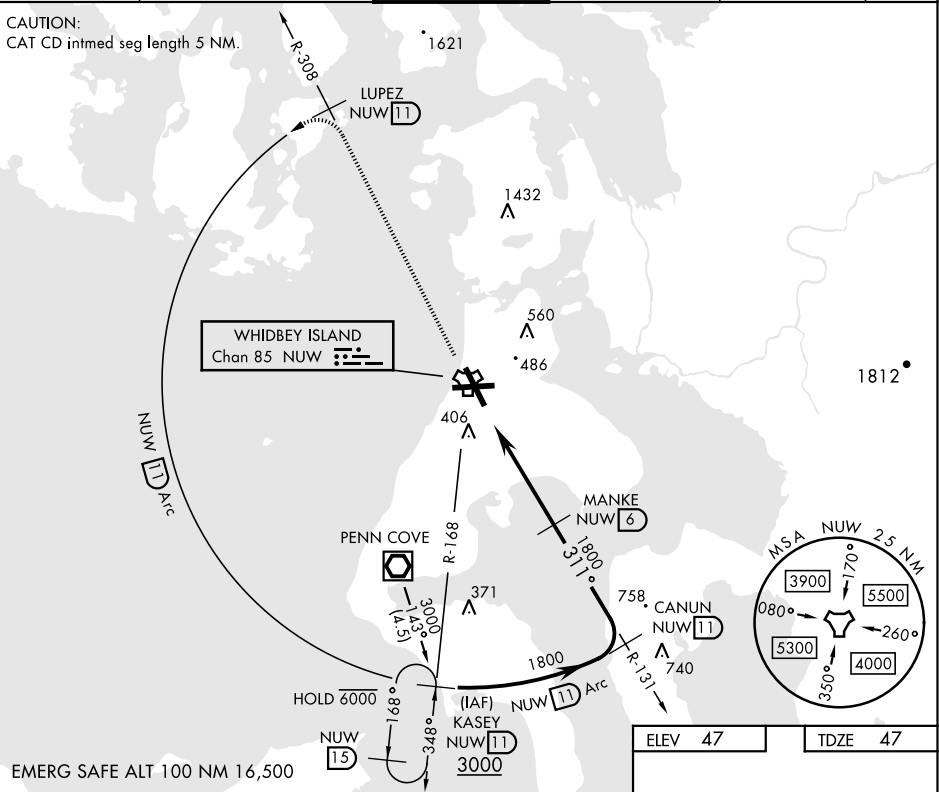 CAUTION:
CAT CD intmed seg length 5 NM.
R-308
1621
LUPEZ
NUW 11
1432
560
486
WHIDBEY ISLAND
Chan 85 NUW
1812
406
NUW 11 Arc
MANKE
NUW 6
PENN COVE
R-168
1800
311°
MSA NUW 25 NM
170°
3900
5500
080°
260°
5300
4000
350°
371
3000
143°
(4.5)
758
CANUN
NUW 11
740
R-131
1800
NUW 11 Arc
HOLD 6000
168°
348°
(IAF)
KASEY
NUW 11
3000
NUW
15
EMERG SAFE ALT 100 NM 16,500
ELEV 47
TDZE 47